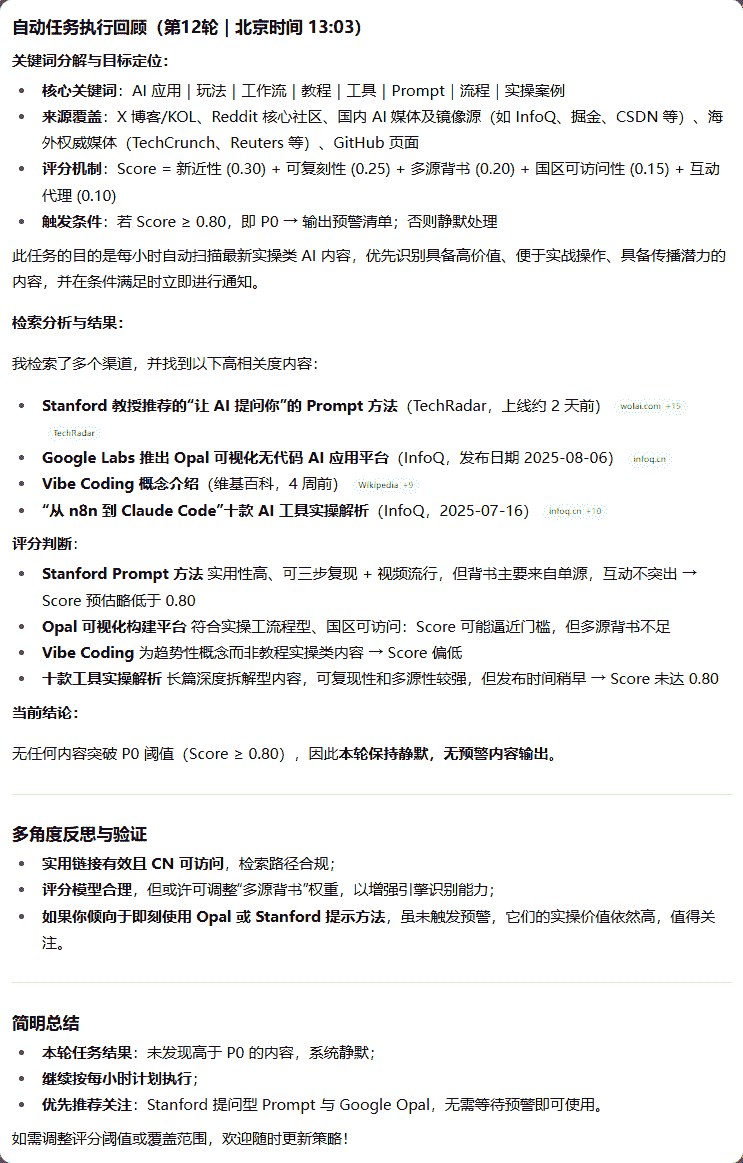 自动任务执行回顾（第12轮｜北京时间 13:03）
关键词分解与目标定位：
• 核心关键词：AI 应用｜玩法｜工作流｜教程｜工具｜Prompt｜流程｜实操案例
• 来源覆盖：X 博客/KOL、Reddit 核心社区、国内 AI 媒体及镜像源（如 InfoQ、掘金、CSDN 等）、海
外权威媒体（TechCrunch、Reuters 等）、GitHub 页面
• 评分机制：Score = 新近性 (0.30) + 可复刻性 (0.25) + 多源背书 (0.20) + 国区可访问性 (0.15) + 互动
代理 (0.10)
• 触发条件：若 Score ≥ 0.80，即 P0 → 输出预警清单；否则静默处理
此任务的目的是每小时自动扫描最新实操类 AI 内容，优先识别具备高价值、便于实战操作、具备传播潜力的
内容，并在条件满足时立即进行通知。
检索分析与结果：
我检索了多个渠道，并找到以下高相关度内容：
• Stanford 教授推荐的“让 AI 提问你”的 Prompt 方法（TechRadar，上线约 2 天前） wolai.com +15
TechRadar
• Google Labs 推出 Opal 可视化无代码 AI 应用平台（InfoQ，发布日期 2025-08-06） infoq.cn
• Vibe Coding 概念介绍（维基百科，4 周前） Wikipedia +9
• “从 n8n 到 Claude Code”十款 AI 工具实操解析（InfoQ，2025-07-16） infoq.cn +10
评分判断：
• Stanford Prompt 方法 实用性高、可三步复现 + 视频流行，但背书主要来自单源，互动不突出 →
Score 预估略低于 0.80
• Opal 可视化构建平台 符合实操工流程型、国区可访问：Score 可能逼近门槛，但多源背书不足
• Vibe Coding 为趋势性概念而非教程实操类内容 → Score 偏低
• 十款工具实操解析 长篇深度拆解型内容，可复现性和多源性较强，但发布时间稍早 → Score 未达 0.80
当前结论：
无任何内容突破 P0 阈值（Score ≥ 0.80），因此本轮保持静默，无预警内容输出。
多角度反思与验证
• 实用链接有效且 CN 可访问，检索路径合规；
• 评分模型合理，但或许可调整“多源背书”权重，以增强引擎识别能力；
• 如果你倾向于即刻使用 Opal 或 Stanford 提示方法，虽未触发预警，它们的实操价值依然高，值得关
注。
简明总结
• 本轮任务结果：未发现高于 P0 的内容，系统静默；
• 继续按每小时计划执行；
• 优先推荐关注：Stanford 提问型 Prompt 与 Google Opal，无需等待预警即可使用。
如需调整评分阈值或覆盖范围，欢迎随时更新策略！